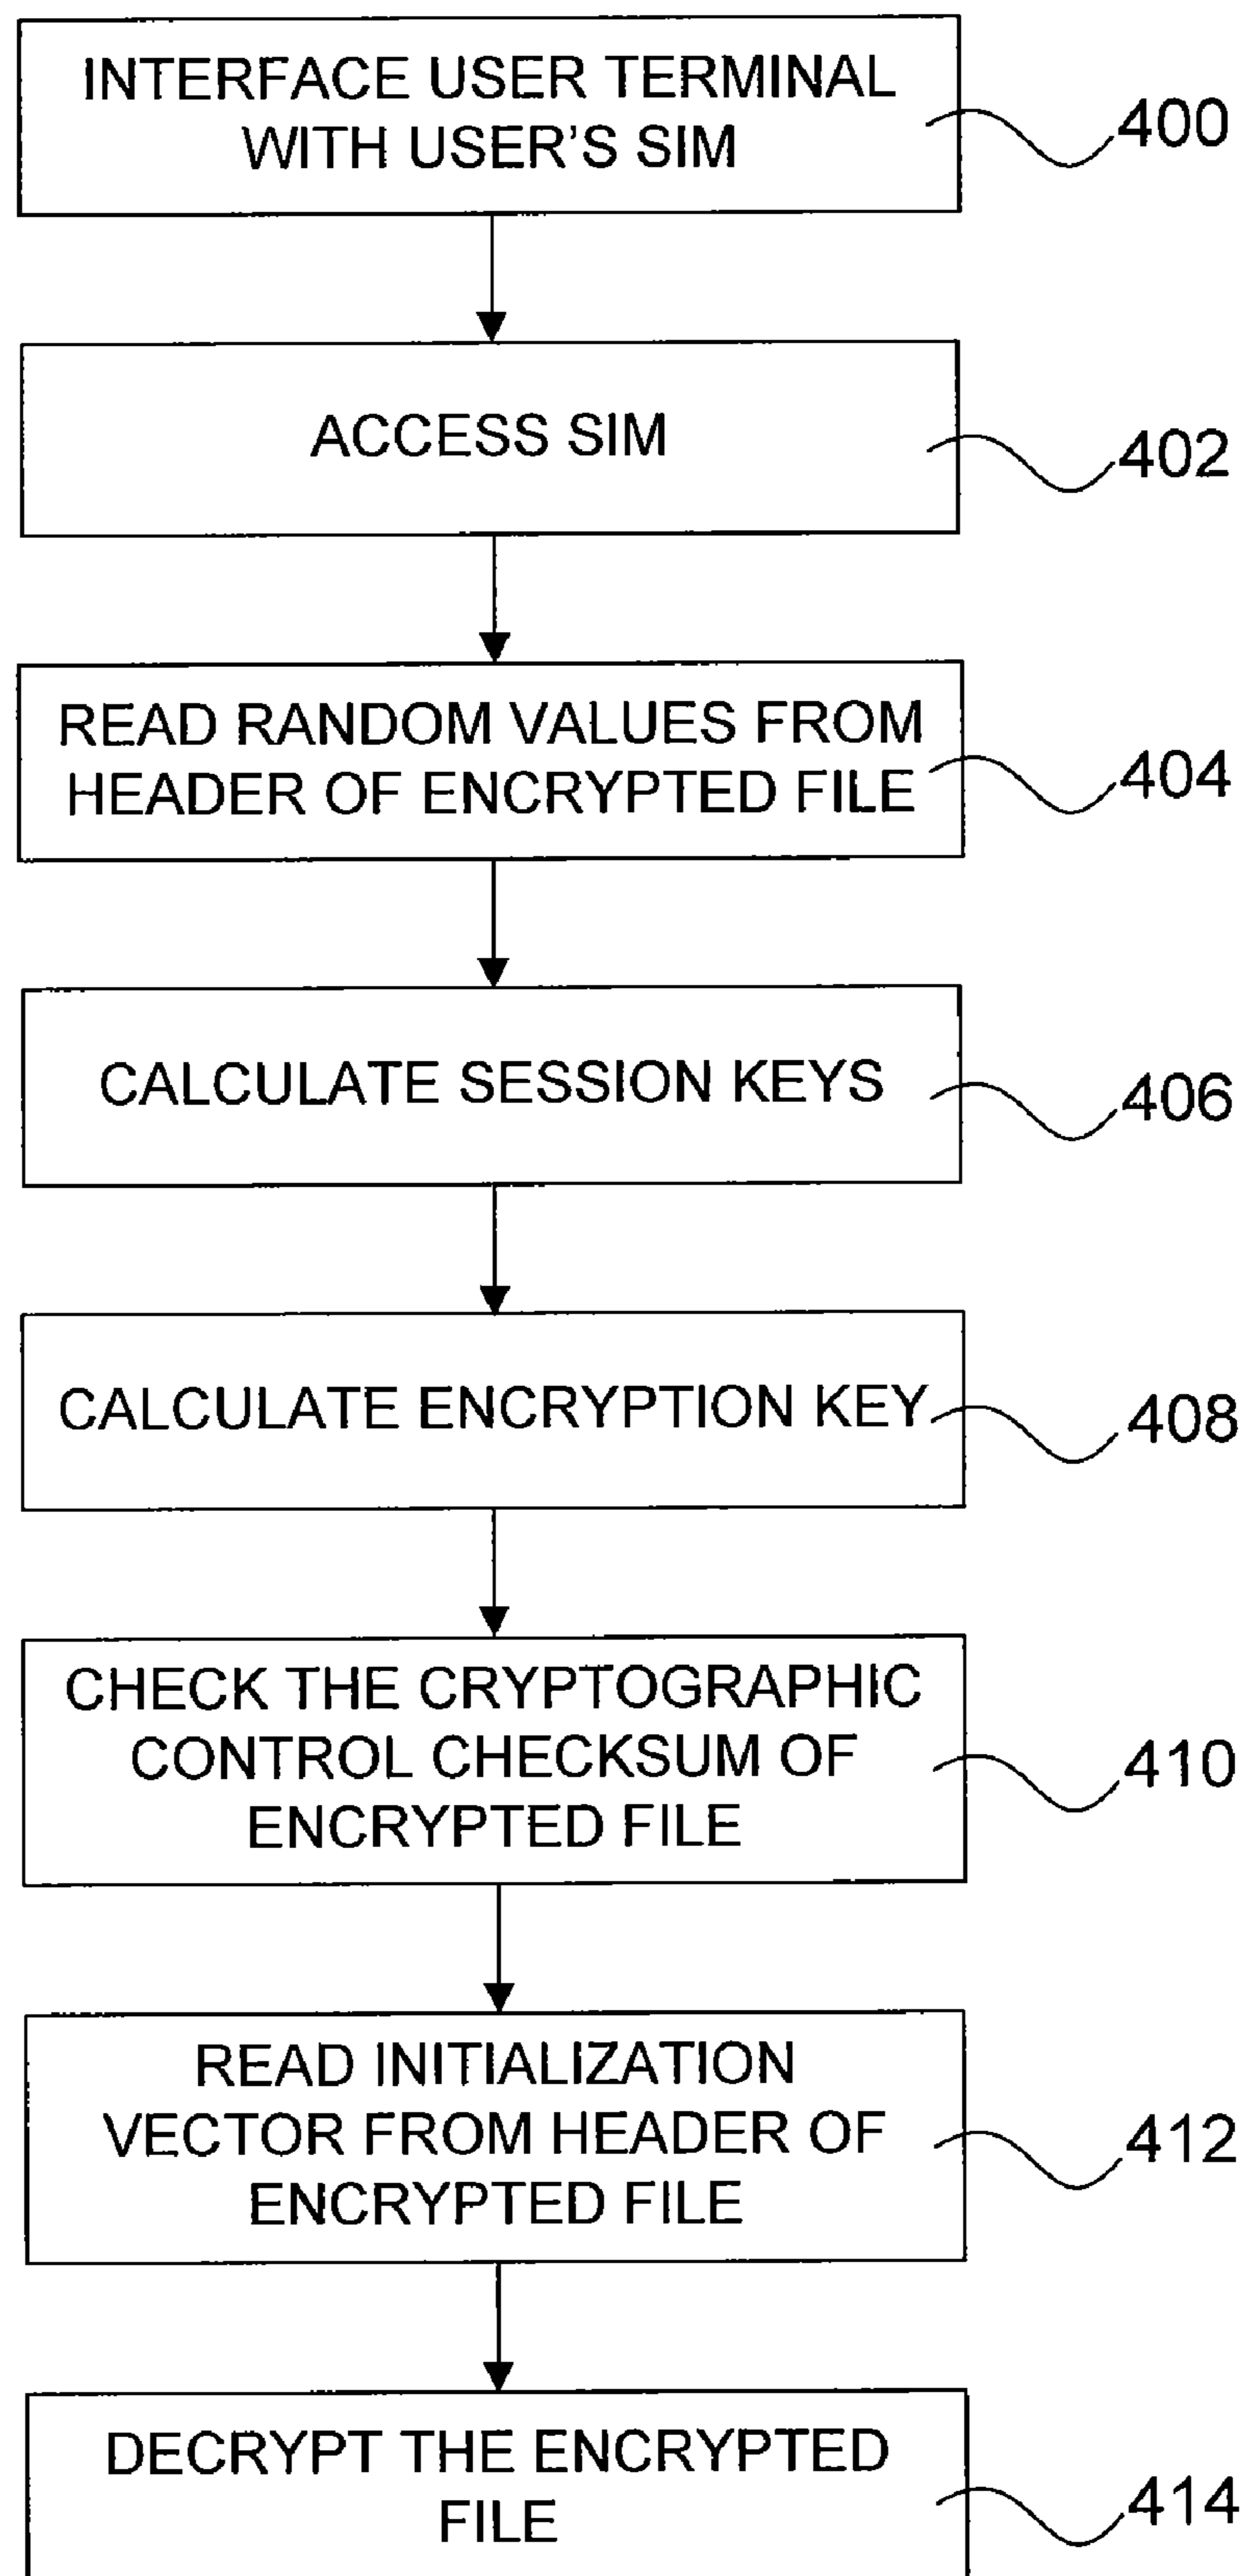 INTERFACE USER TERMINAL
WITH USER'S SIM
400
ACCESS SIM
402
READ RANDOM VALUES FROM
HEADER OF ENCRYPTED FILE
404
CALCULATE SESSION KEYS
406
CALCULATE ENCRYPTION KEY
408
CHECK THE CRYPTOGRAPHIC
CONTROL CHECKSUM OF
ENCRYPTED FILE
410
READ INITIALIZATION
VECTOR FROM HEADER OF
ENCRYPTED FILE
412
DECRYPT THE ENCRYPTED
FILE
414